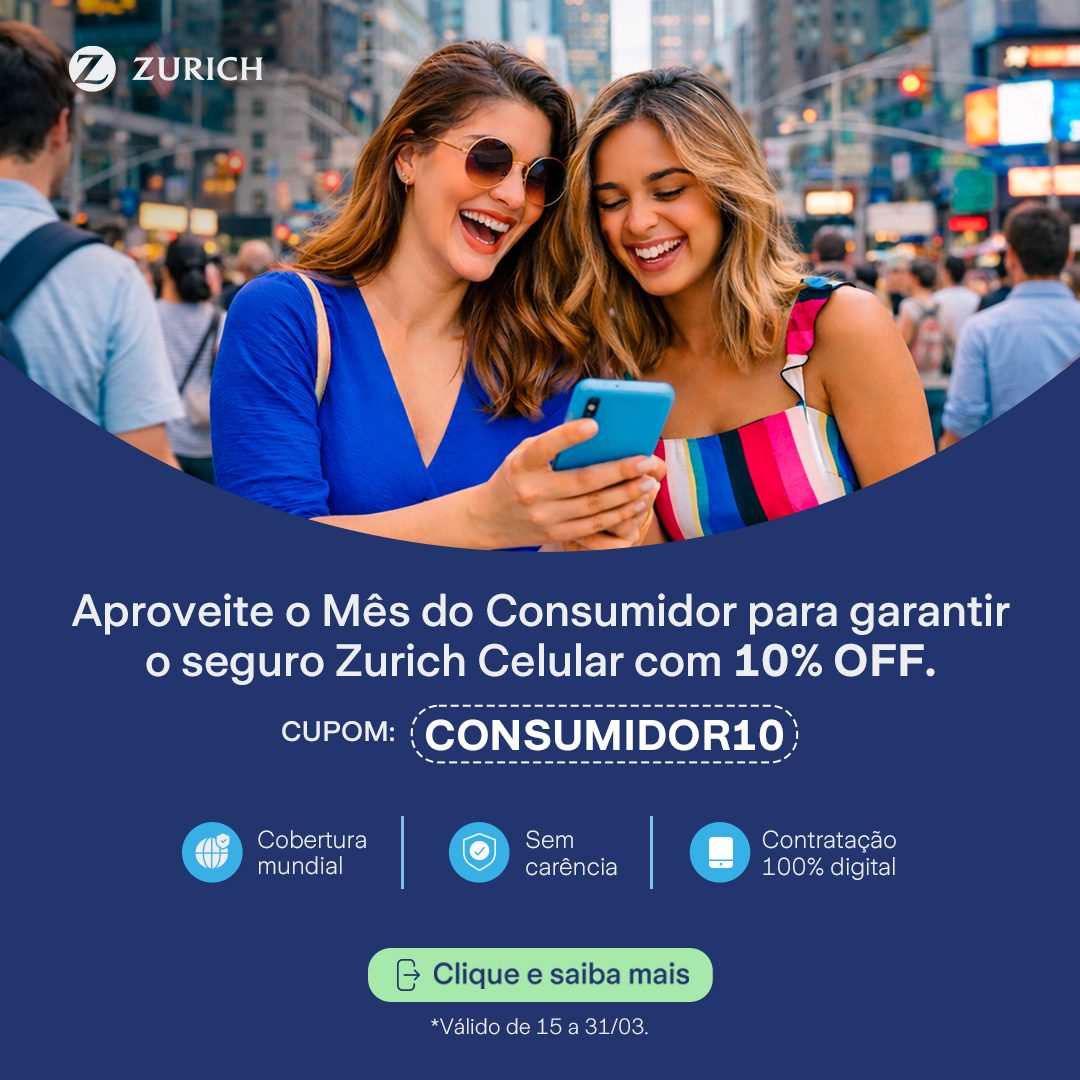 ZURICH
Aproveite o Mês do Consumidor para garantir
o seguro Zurich Celular com 10% OFF.
CUPOM: CONSUMIDOR10
Cobertura
mundial
Sem
carência
Contratação
100% digital
Clique e saiba mais
*Válido de 15 a 31/03.